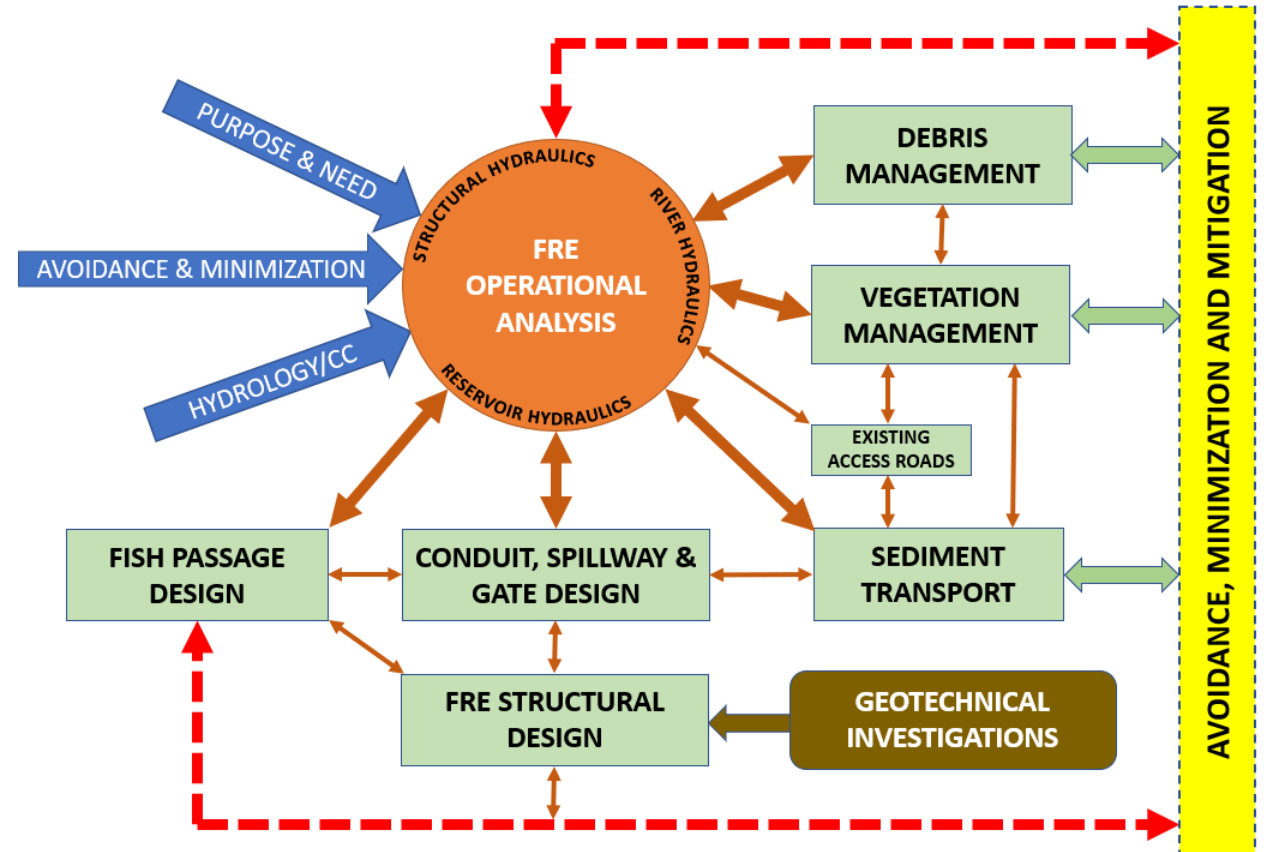 PURPOSE & NEED
AVOIDANCE & MINIMIZATION
HYDROLOGY/CC
STRUCTURAL HYDRAULICS
RIVER HYDRAULICS
RESERVOIR HYDRAULICS
FRE
OPERATIONAL
ANALYSIS
DEBRIS
MANAGEMENT
VEGETATION
MANAGEMENT
EXISTING
ACCESS ROADS
FISH PASSAGE
DESIGN
CONDUIT, SPILLWAY &
GATE DESIGN
SEDIMENT
TRANSPORT
FRE STRUCTURAL
DESIGN
GEOTECHNICAL
INVESTIGATIONS
AVOIDANCE, MINIMIZATION AND MITIGATION